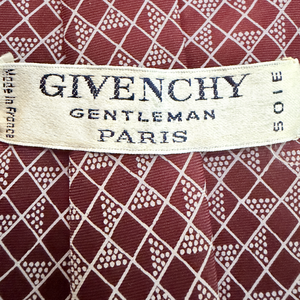 Made in France
GIVENCHY
GENTLEMAN
PARIS
SOIE